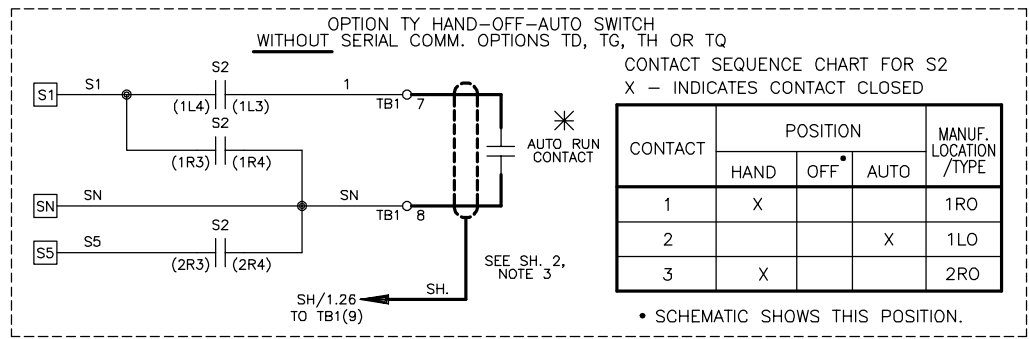 OPTION TY HAND-OFF-AUTO SWITCH
WITHOUT SERIAL COMM. OPTIONS TD, TG, TH OR TQ
S1
S1
S2
(1L4)
(1L3)
1
TB1
7
S2
(1R3)
(1R4)
AUTO RUN
CONTACT
SN
SN
SN
TB1
8
S5
S5
S2
(2R3)
(2R4)
SEE SH. 2,
NOTE 3
SH.
SH/1.26
TO TB1(9)
CONTACT SEQUENCE CHART FOR S2
X - INDICATES CONTACT CLOSED
CONTACT
POSITION
MANUF.
LOCATION
/TYPE
HAND OFF• AUTO
1 X 1RO
2 X 1LO
3 X 2RO
• SCHEMATIC SHOWS THIS POSITION.